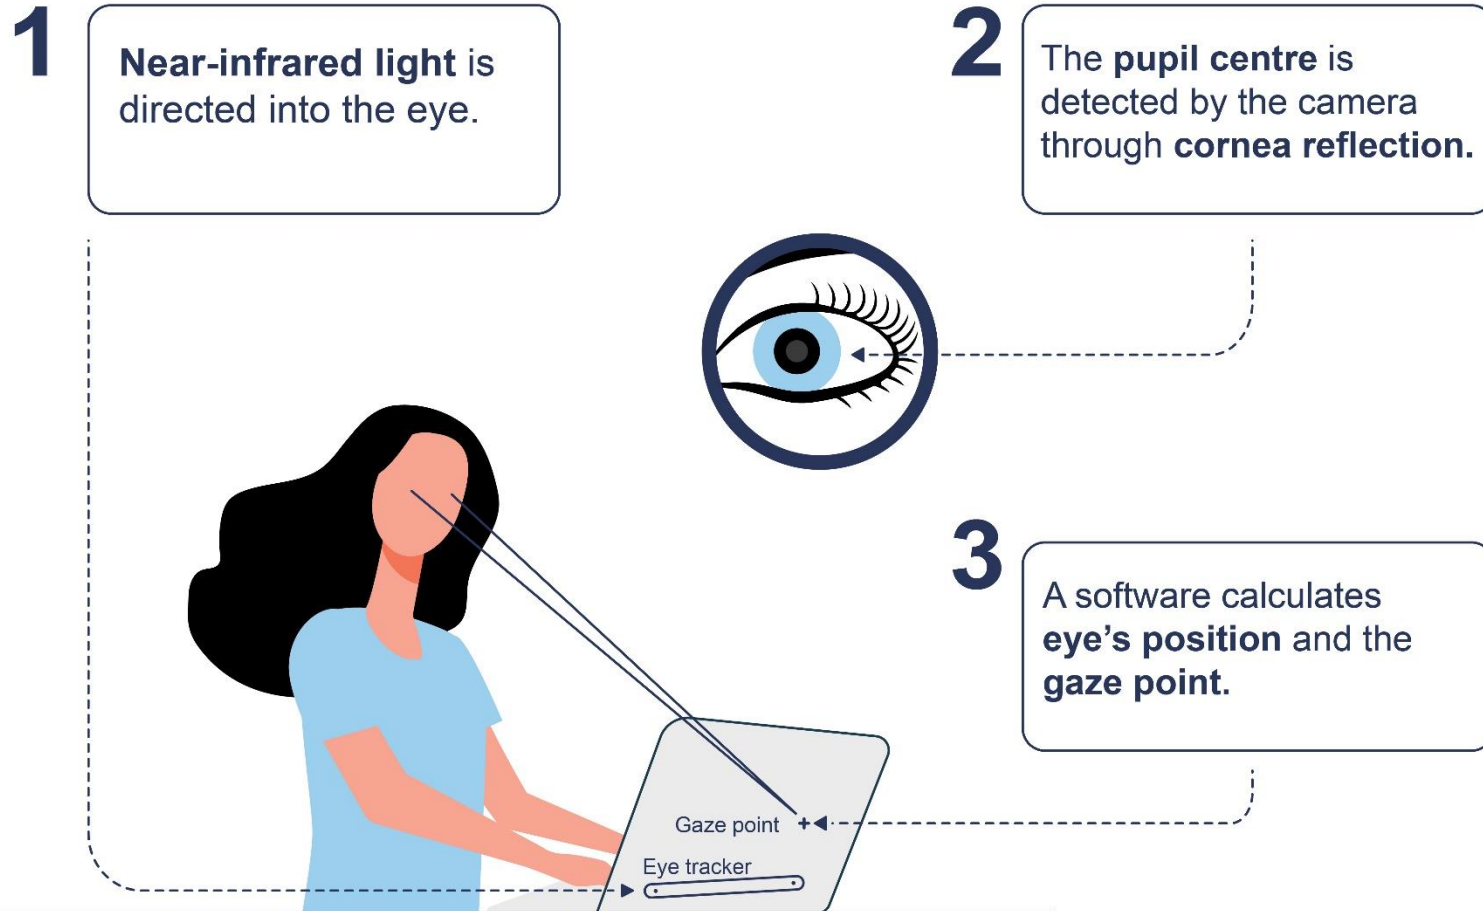 1
Near-infrared light is
directed into the eye.
2
The pupil centre is
detected by the camera
through cornea reflection.
3
A software calculates
eye’s position and the
gaze point.
Gaze point
Eye tracker